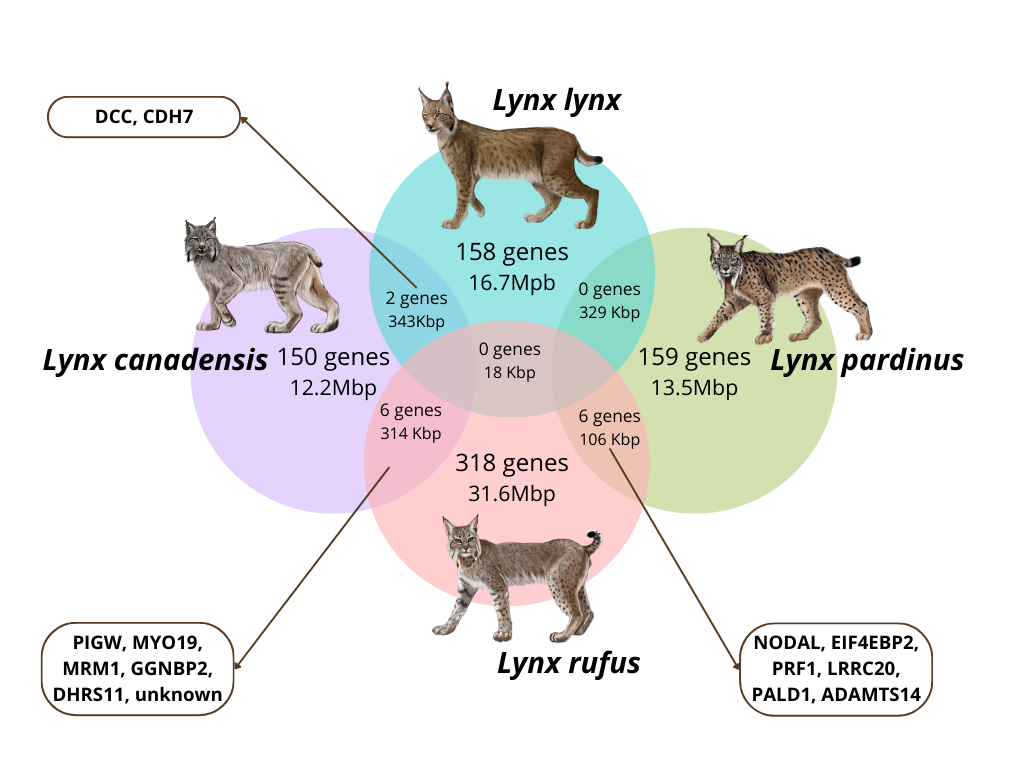 Lynx lynx
DCC, CDH7
158 genes
16.7Mpb
2 genes
343Kbp
0 genes
329 Kbp
Lynx canadensis
150 genes
12.2Mbp
0 genes
18 Kbp
159 genes
13.5Mbp
Lynx pardinus
6 genes
314 Kbp
6 genes
106 Kbp
318 genes
31.6Mbp
Lynx rufus
PIGW, MYO19,
MRM1, GGNBP2,
DHRS11, unknown
NODAL, EIF4EBP2,
PRF1, LRRC20,
PALD1, ADAMTS14